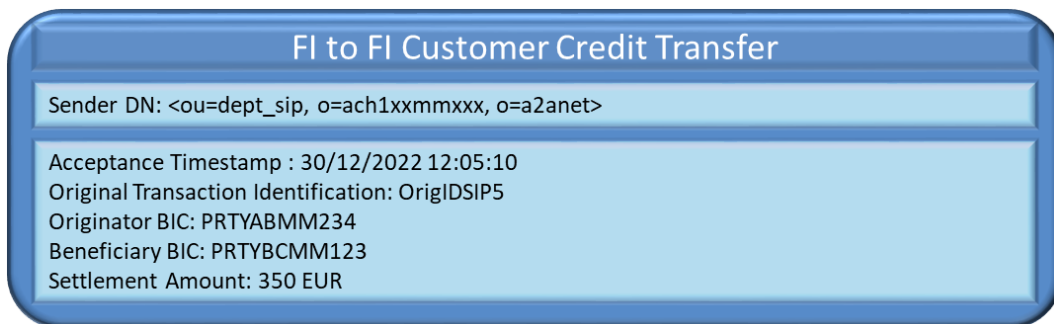 FI to FI Customer Credit Transfer
Sender DN: <ou=dept_sip, o=ach1xxmmxxx, o=a2anet>
Acceptance Timestamp : 30/12/2022 12:05:10
Original Transaction Identification: OrigIDSIP5
Originator BIC: PRTYABMM234
Beneficiary BIC: PRTYBCMM123
Settlement Amount: 350 EUR